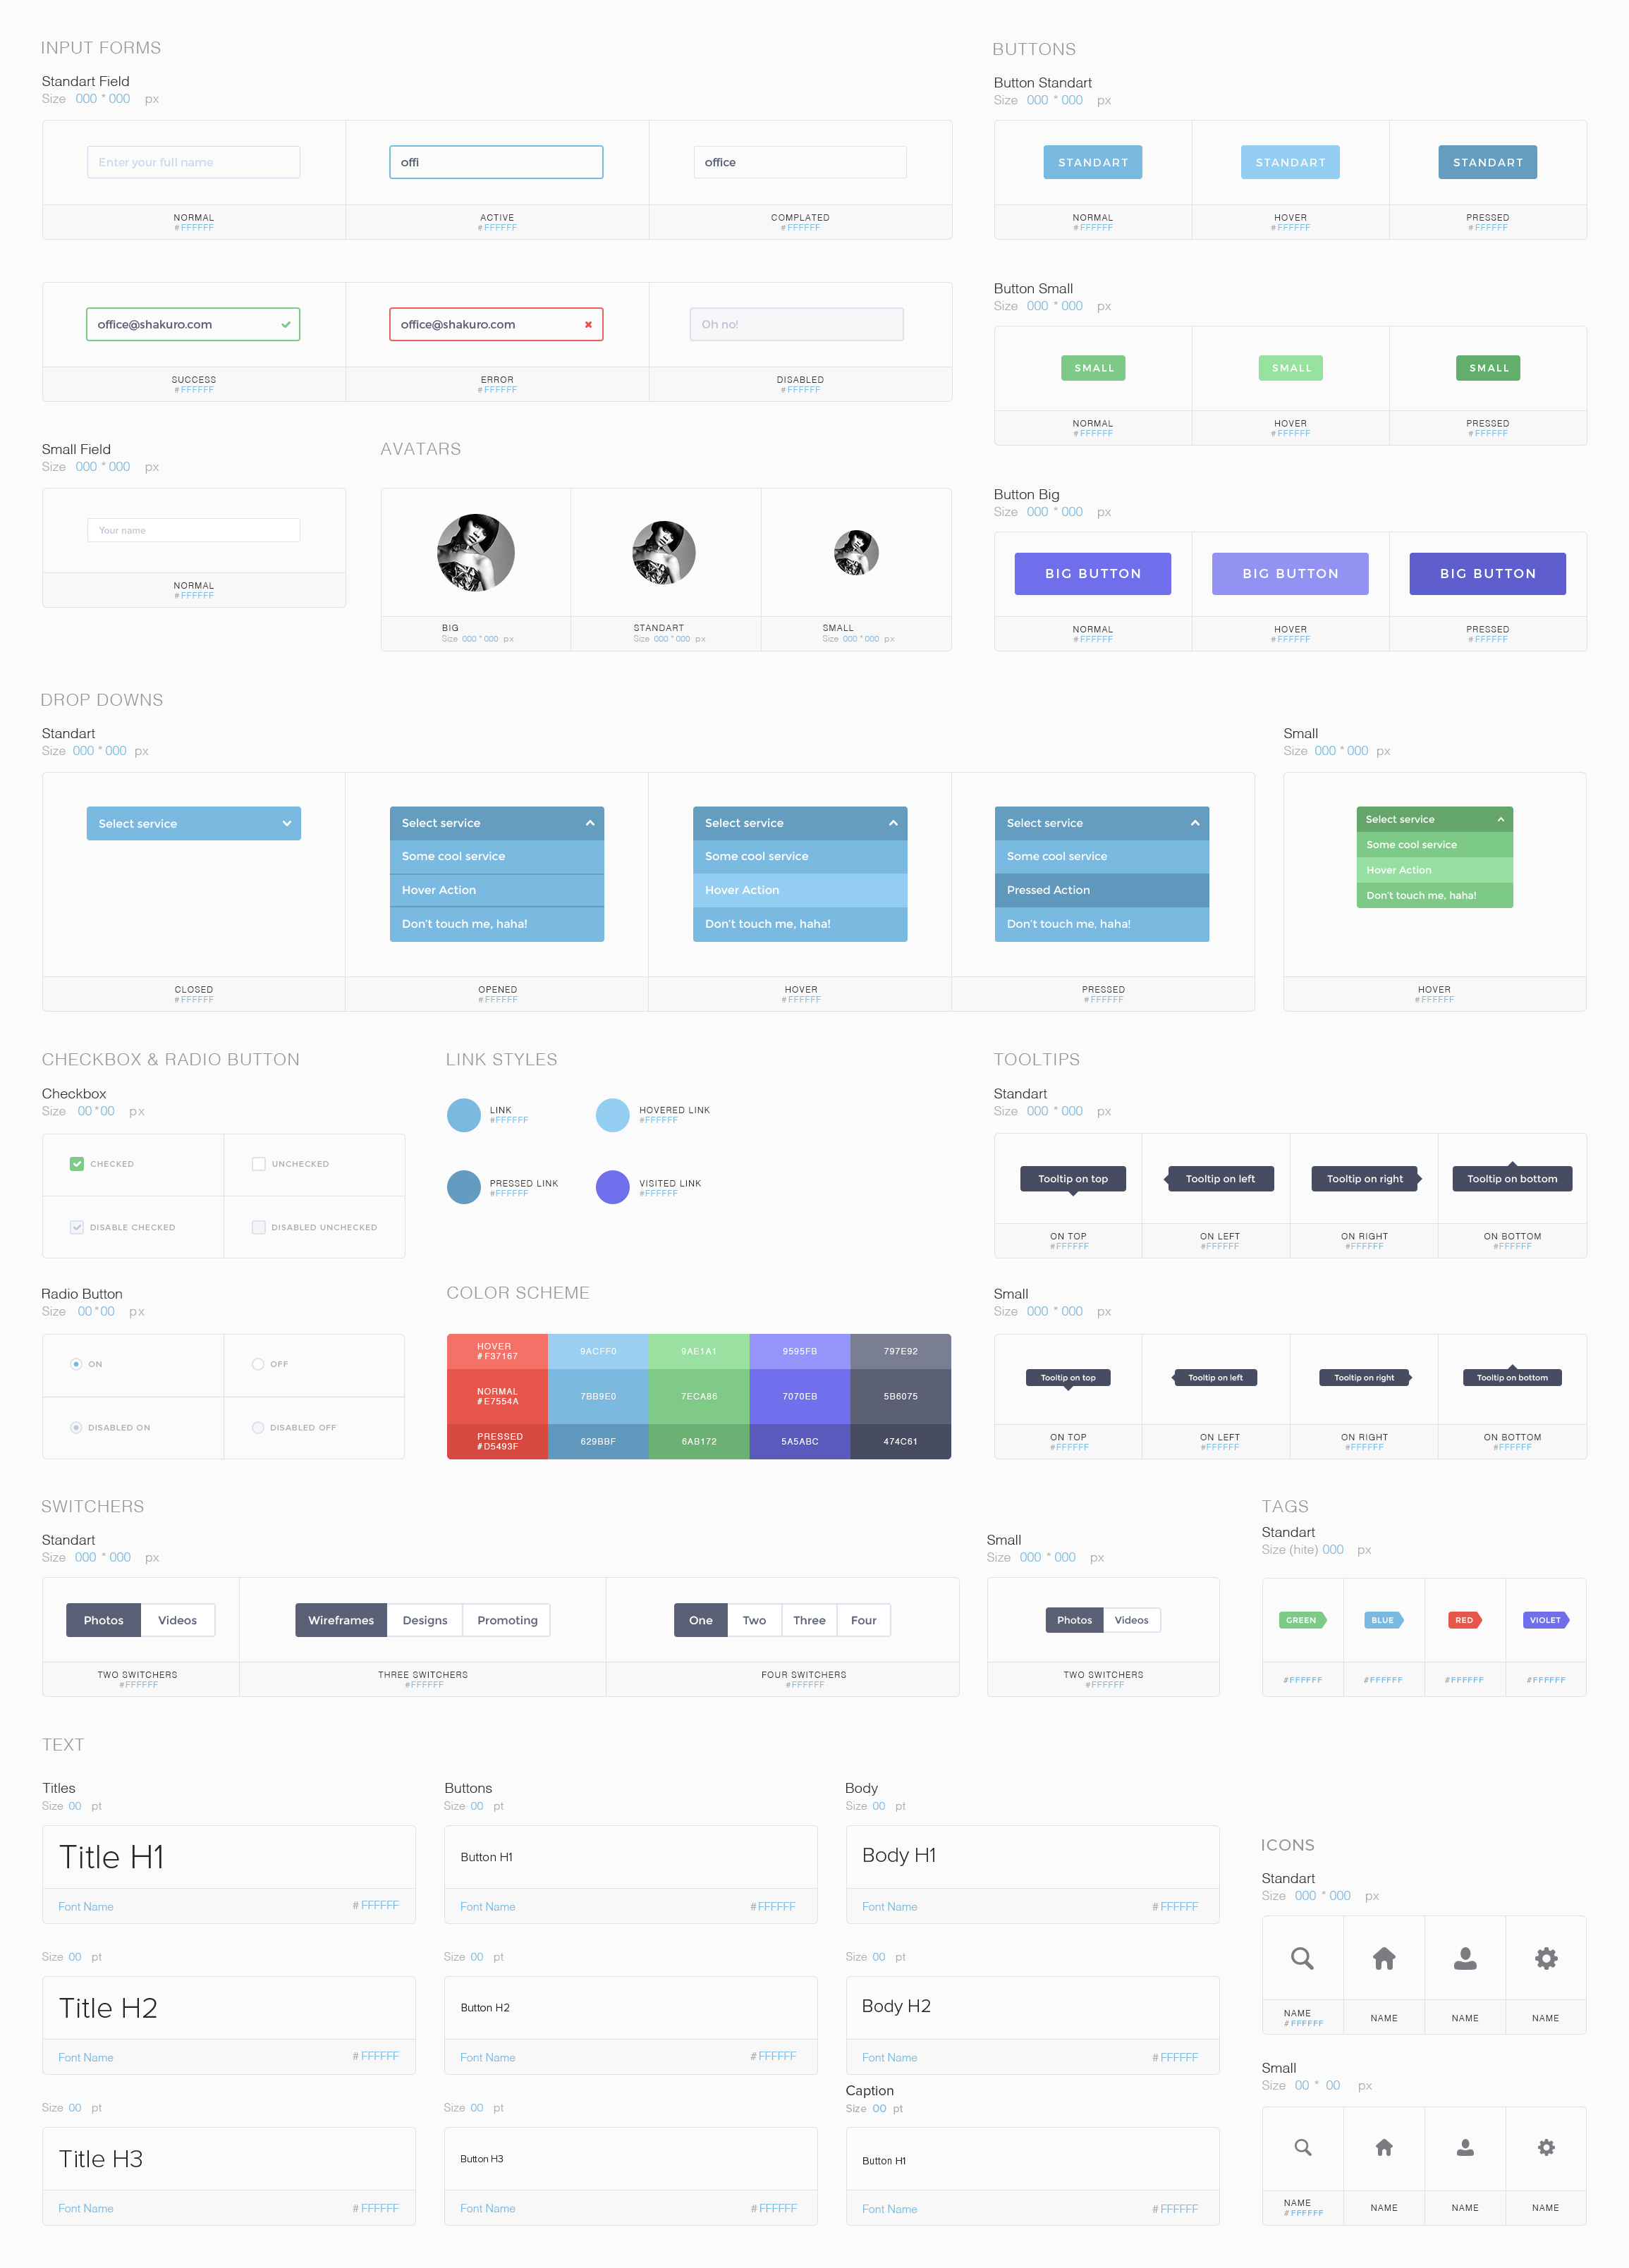 INPUT FORMS
Standart Field
Size 000 * 000 px
Enter your full name
offi
office
NORMAL
# FFFFFF
ACTIVE
# FFFFFF
COMPLATED
# FFFFFF
office@shakuro.com
office@shakuro.com
Oh no!
SUCCESS
# FFFFFF
ERROR
# FFFFFF
DISABLED
# FFFFFF
Small Field
Size 000 * 000 px
Your name
NORMAL
# FFFFFF
AVATARS
BIG
Size 000 * 000 px
STANDART
Size 000 * 000 px
SMALL
Size 000 * 000 px
BUTTONS
Button Standart
Size 000 * 000 px
STANDART
STANDART
STANDART
NORMAL
# FFFFFF
HOVER
# FFFFFF
PRESSED
# FFFFFF
Button Small
Size 000 * 000 px
SMALL
SMALL
SMALL
NORMAL
# FFFFFF
HOVER
# FFFFFF
PRESSED
# FFFFFF
Button Big
Size 000 * 000 px
BIG BUTTON
BIG BUTTON
BIG BUTTON
NORMAL
# FFFFFF
HOVER
# FFFFFF
PRESSED
# FFFFFF
DROP DOWNS
Standart
Size 000 * 000 px
Select service
Select service
Some cool service
Hover Action
Don't touch me, haha!
Select service
Some cool service
Hover Action
Don't touch me, haha!
Select service
Some cool service
Pressed Action
Don't touch me, haha!
CLOSED
# FFFFFF
OPENED
# FFFFFF
HOVER
# FFFFFF
PRESSED
# FFFFFF
Small
Size 000 * 000 px
Select service
Some cool service
Hover Action
Don't touch me, haha!
HOVER
# FFFFFF
CHECKBOX & RADIO BUTTON
Checkbox
Size 00 * 00 px
CHECKED
UNCHECKED
DISABLE CHECKED
DISABLED UNCHECKED
Radio Button
Size 00 * 00 px
ON
OFF
DISABLED ON
DISABLED OFF
LINK STYLES
LINK
#FFFFFF
HOVERED LINK
#FFFFFF
PRESSED LINK
#FFFFFF
VISITED LINK
#FFFFFF
COLOR SCHEME
HOVER
# F37167
9ACFF0
9AE1A1
9595FB
797E92
NORMAL
# E7554A
7BB9E0
7ECA86
7070EB
5B6075
PRESSED
# D5493F
629BBF
6AB172
5A5ABC
474C61
TOOLTIPS
Standart
Size 000 * 000 px
Tooltip on top
Tooltip on left
Tooltip on right
Tooltip on bottom
ON TOP
#FFFFFF
ON LEFT
#FFFFFF
ON RIGHT
#FFFFFF
ON BOTTOM
#FFFFFF
Small
Size 000 * 000 px
Tooltip on top
Tooltip on left
Tooltip on right
Tooltip on bottom
ON TOP
#FFFFFF
ON LEFT
#FFFFFF
ON RIGHT
#FFFFFF
ON BOTTOM
#FFFFFF
SWITCHERS
Standart
Size 000 * 000 px
Photos Videos
Wireframes Designs Promoting
One Two Three Four
TWO SWITCHERS
#FFFFFF
THREE SWITCHERS
#FFFFFF
FOUR SWITCHERS
#FFFFFF
Small
Size 000 * 000 px
Photos Videos
TWO SWITCHERS
#FFFFFF
TAGS
Standart
Size (hite) 000 px
GREEN
BLUE
RED
VIOLET
#FFFFFF
#FFFFFF
#FFFFFF
#FFFFFF
TEXT
Titles
Size 00 pt
Title H1
Font Name # FFFFFF
Size 00 pt
Title H2
Font Name # FFFFFF
Size 00 pt
Title H3
Font Name # FFFFFF
Buttons
Size 00 pt
Button H1
Font Name # FFFFFF
Size 00 pt
Button H2
Font Name # FFFFFF
Size 00 pt
Button H3
Font Name # FFFFFF
Body
Size 00 pt
Body H1
Font Name # FFFFFF
Size 00 pt
Body H2
Font Name # FFFFFF
Caption
Size 00 pt
Button H1
Font Name # FFFFFF
ICONS
Standart
Size 000 * 000 px
NAME
# FFFFFF
NAME
NAME
NAME
Small
Size 00 * 00 px
NAME
# FFFFFF
NAME
NAME
NAME